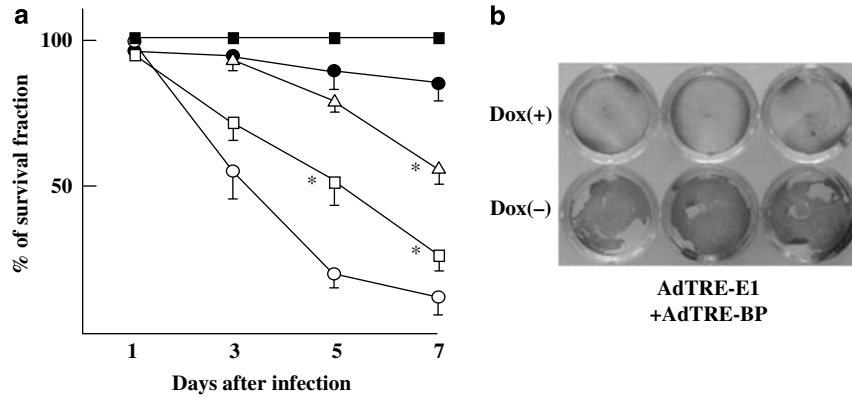 a
% of survival fraction
100
50
*
*
*
1 3 5 7
Days after infection
b
Dox(+)
Dox(–)
AdTRE-E1
+AdTRE-BP